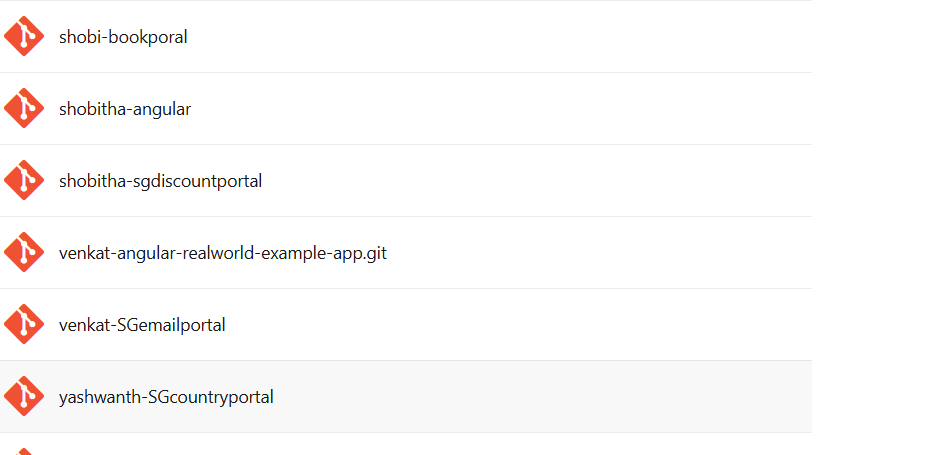 shobi-bookporal
shobitha-angular
shobitha-sgdiscountportal
venkat-angular-realworld-example-app.git
venkat-SGemailportal
yashwanth-SGcountryportal